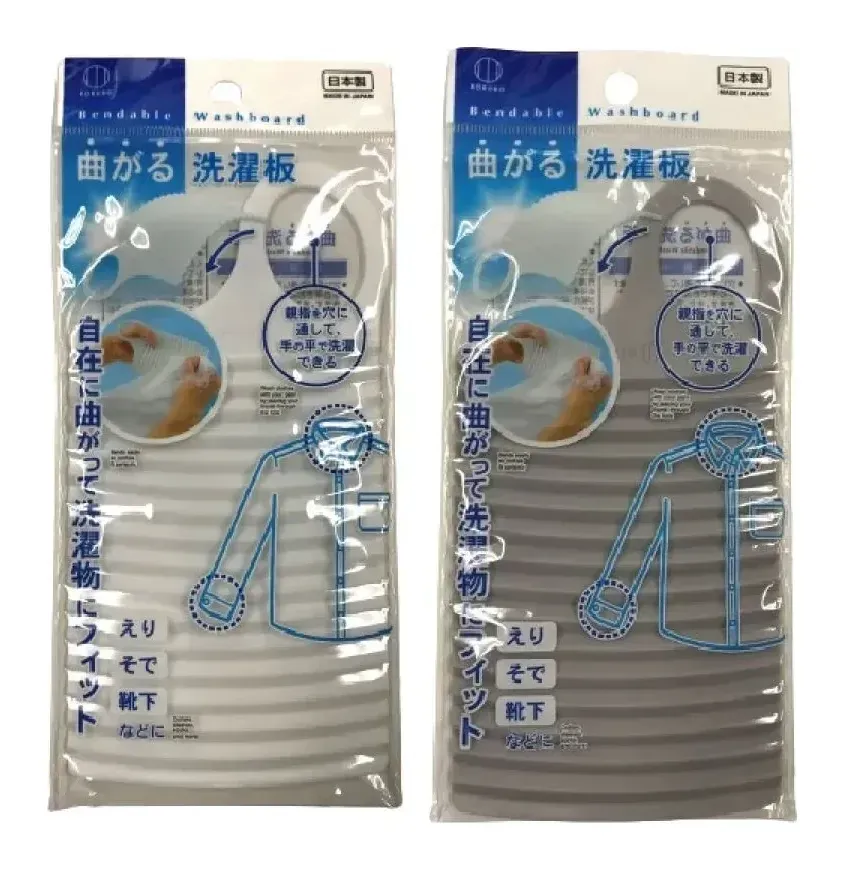 KOKUBO
日本製
MADE IN JAPAN
Bendable Washboard
曲がる 洗濯板
親指を穴に
通して、
手の平で洗濯
できる
自在に曲がって洗濯物にフィット
えり
そで
靴下
などに
KOKUBO
日本製
MADE IN JAPAN
Bendable Washboard
曲がる 洗濯板
親指を穴に
通して、
手の平で洗濯
できる
自在に曲がって洗濯物にフィット
えり
そで
靴下
などに